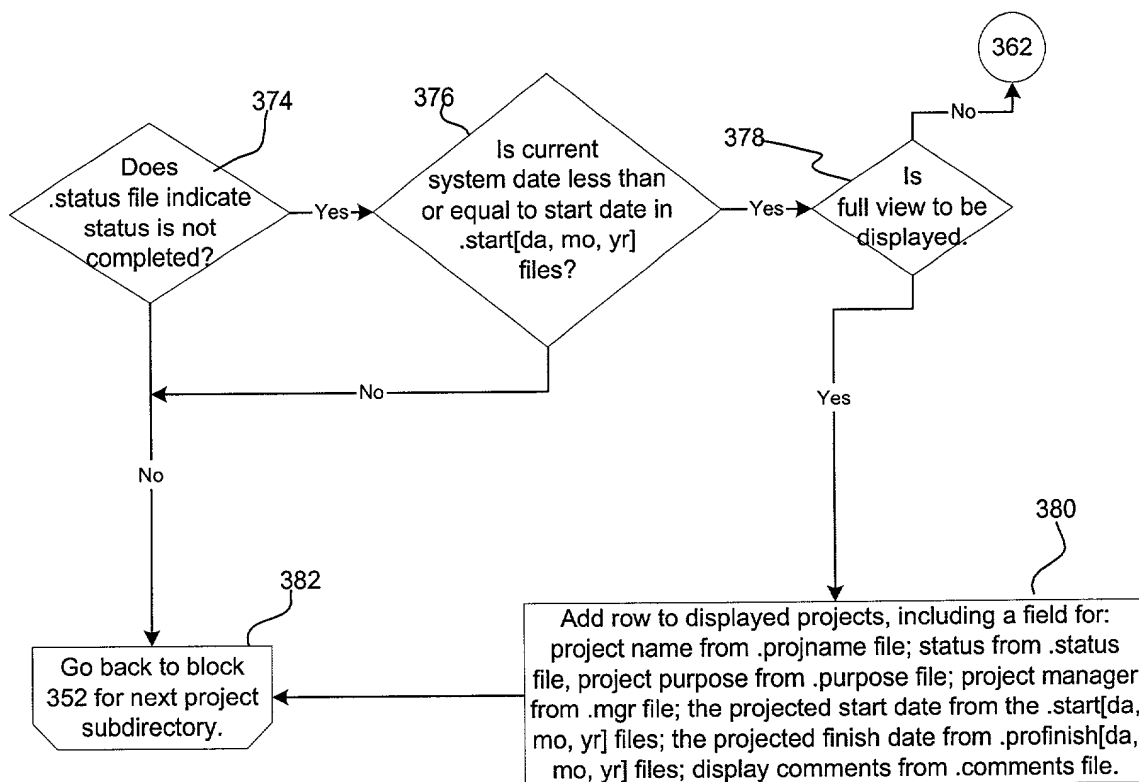 362
374
Does
.status file indicate
status is not
completed?
Yes
376
Is current
system date less than
or equal to start date in
.start[da, mo, yr]
files?
Yes
378
Is
full view to be
displayed.
No
No
No
Yes
380
Add row to displayed projects, including a field for:
project name from .projname file; status from .status
file, project purpose from .purpose file; project manager
from .mgr file; the projected start date from the .start[da,
mo, yr] files; the projected finish date from .profinish[da,
mo, yr] files; display comments from .comments file.
382
Go back to block
352 for next project
subdirectory.